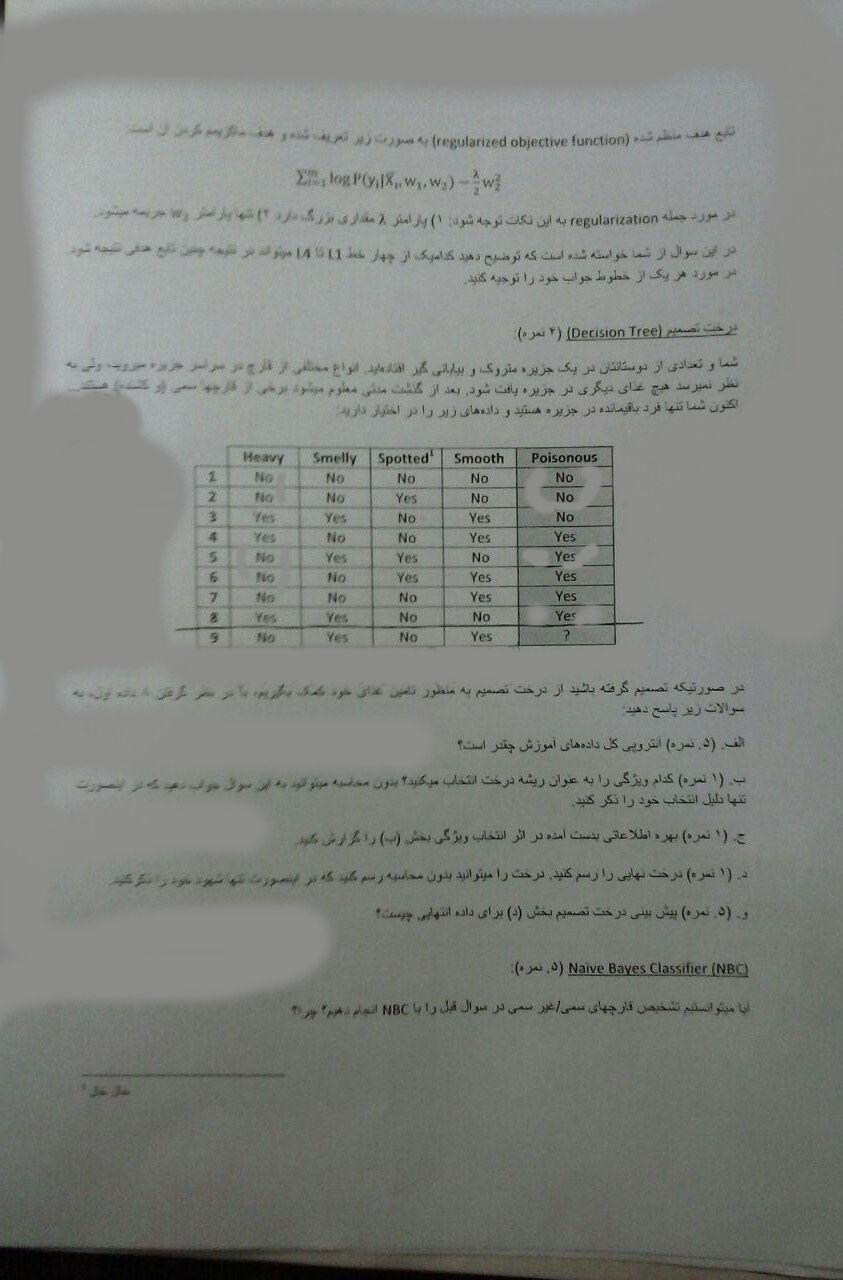 تابع هدف منظم شده (regularized objective function) به صورت زیر تعریف شده و هدف ماکزیمم کردن آن است:
∑ᵐᵢ₌₁ log P(yᵢ|X̄ᵢ, w₁, w₂) − λ/2 w₂²
در مورد جمله regularization به این نکات توجه شود: ۱) پارامتر λ مقداری بزرگ دارد ۲) تنها پارامتر w₂ جریمه میشود.
در این سوال از شما خواسته شده است که توضیح دهید کدامیک از چهار خط L1 تا L4 میتواند در نتیجه چنین تابع هدفی نتیجه شود.
در مورد هر یک از خطوط جواب خود را توجیه کنید.
درخت تصمیم (Decision Tree) (۴ نمره):
شما و تعدادی از دوستانتان در یک جزیره متروک و بیابانی گیر افتاده‌اید. انواع مختلفی از قارچ در سراسر جزیره میروید، ولی به
نظر نمیرسد هیچ غذای دیگری در جزیره یافت شود. بعد از گذشت مدتی معلوم میشود برخی از قارچها سمی (و کشنده) هستند.
اکنون شما تنها فرد باقیمانده در جزیره هستید و داده‌های زیر را در اختیار دارید:
Heavy Smelly Spotted¹ Smooth Poisonous
1 No No No No No
2 No No Yes No No
3 Yes Yes No Yes No
4 Yes No No Yes Yes
5 No Yes Yes No Yes
6 No No Yes Yes Yes
7 No No No Yes Yes
8 Yes Yes No No Yes
9 No Yes No Yes ?
در صورتیکه تصمیم گرفته باشید از درخت تصمیم به منظور تامین غذای خود کمک بگیریم، با در نظر گرفتن ۸ داده اول، به
سوالات زیر پاسخ دهید:
الف. (۵. نمره) آنتروپی کل داده‌های آموزش چقدر است؟
ب. (۱ نمره) کدام ویژگی را به عنوان ریشه درخت انتخاب میکنید؟ بدون محاسبه میتوانید به این سوال جواب دهید که در اینصورت
تنها دلیل انتخاب خود را ذکر کنید.
ج. (۱ نمره) بهره اطلاعاتی بدست آمده در اثر انتخاب ویژگی بخش (ب) را گزارش کنید.
د. (۱ نمره) درخت نهایی را رسم کنید. درخت را میتوانید بدون محاسبه رسم کنید که در اینصورت تنها شهود خود را ذکر کنید.
و. (۵. نمره) پیش بینی درخت تصمیم بخش (د) برای داده انتهایی چیست؟
Naïve Bayes Classifier (NBC) (۵. نمره):
آیا میتوانستیم تشخیص قارچهای سمی/غیر سمی در سوال قبل را با NBC انجام دهیم؟ چرا؟
¹ خال خال